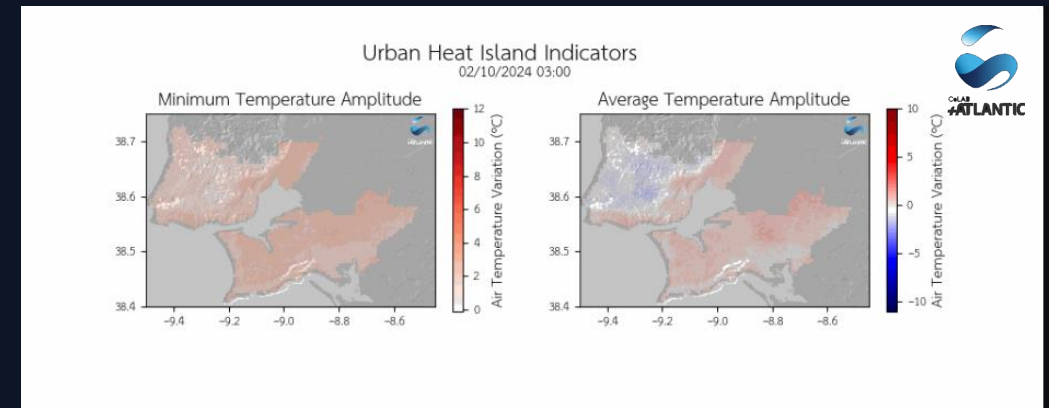 Urban Heat Island Indicators
02/10/2024 03:00
CoLAB
+ATLANTIC
Minimum Temperature Amplitude
38.7
38.6
38.5
38.4
−9.4 −9.2 −9.0 −8.8 −8.6
12
10
8
6
4
2
0
Air Temperature Variation (ºC)
Average Temperature Amplitude
38.7
38.6
38.5
38.4
−9.4 −9.2 −9.0 −8.8 −8.6
10
5
0
−5
−10
Air Temperature Variation (ºC)